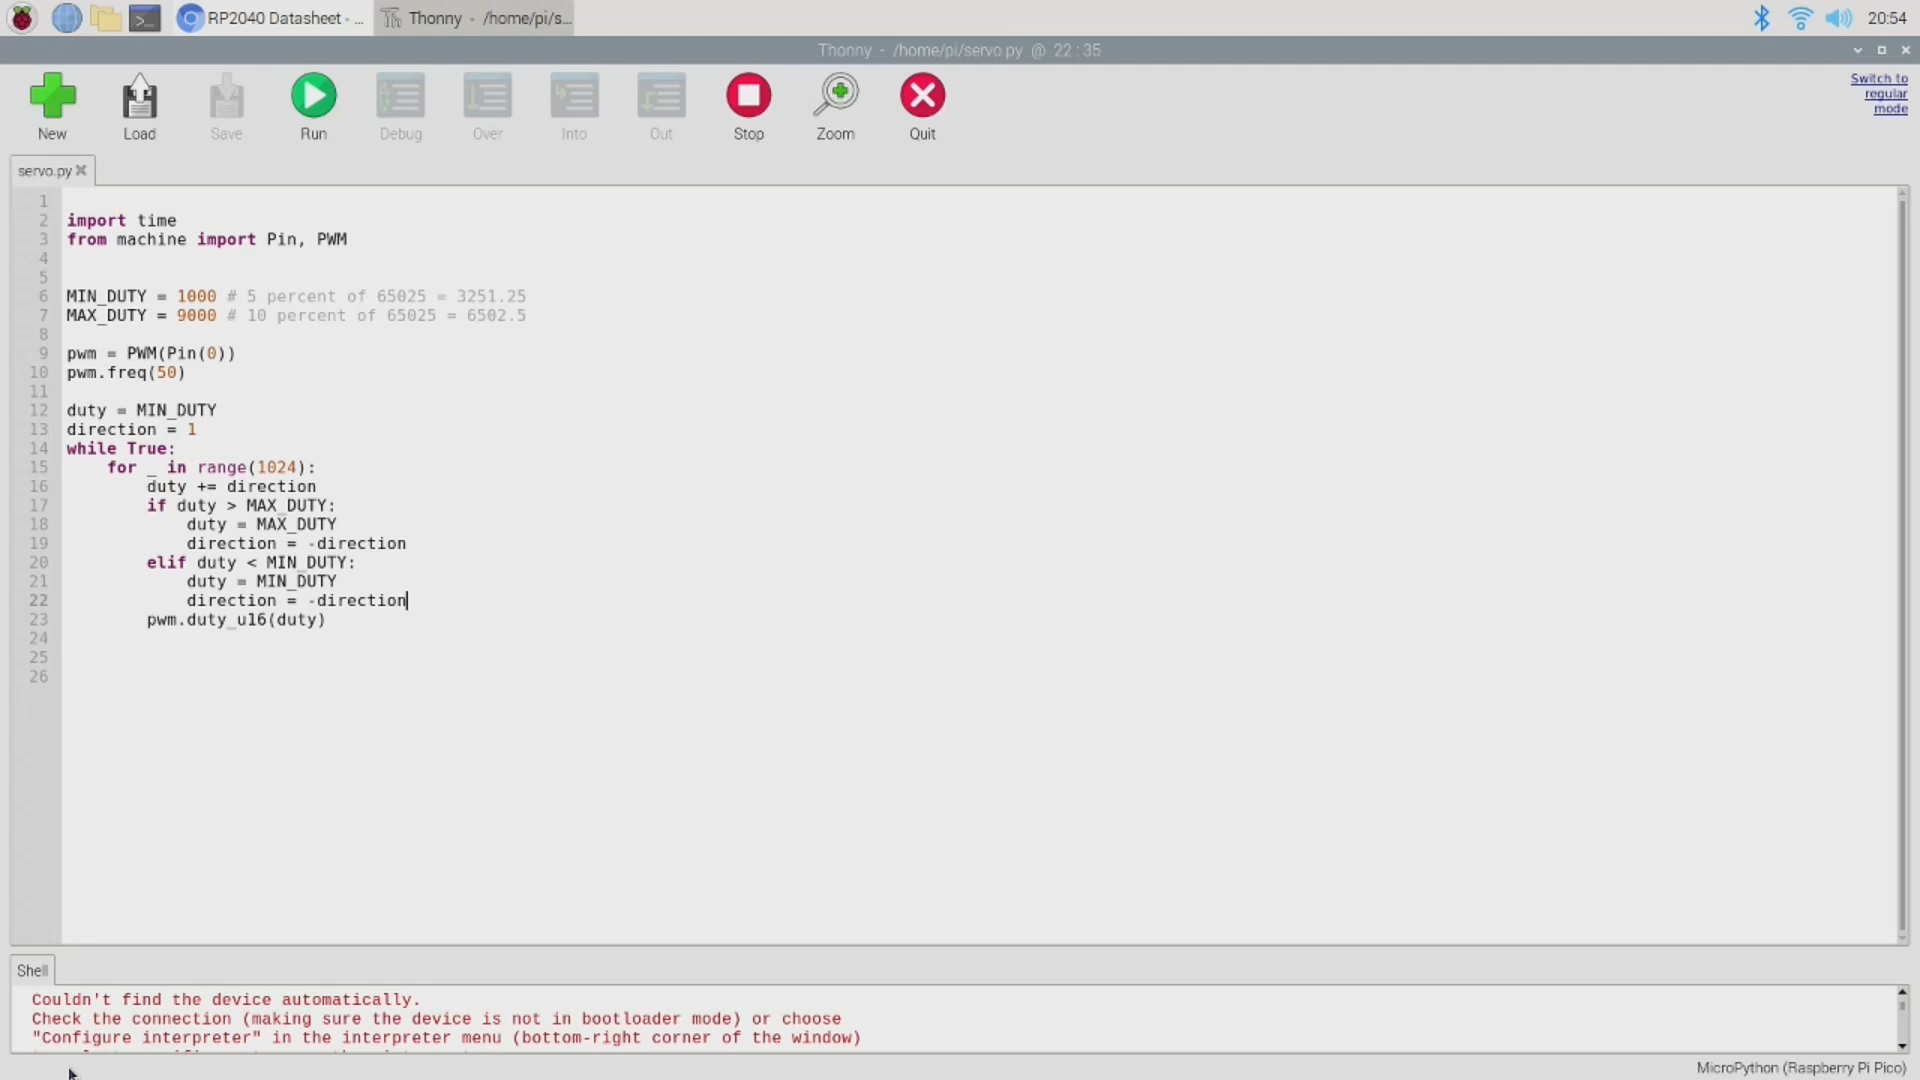 RP2040 Datasheet - ...
Thonny - /home/pi/s...
20:54
Thonny - /home/pi/servo.py @ 22 : 35
New
Load
Save
Run
Debug
Over
Into
Out
Stop
Zoom
Quit
Switch to
regular
mode
servo.py
1
2 import time
3 from machine import Pin, PWM
4
5
6 MIN_DUTY = 1000 # 5 percent of 65025 = 3251.25
7 MAX_DUTY = 9000 # 10 percent of 65025 = 6502.5
8
9 pwm = PWM(Pin(0))
10 pwm.freq(50)
11
12 duty = MIN_DUTY
13 direction = 1
14 while True:
15     for _ in range(1024):
16         duty += direction
17         if duty > MAX_DUTY:
18             duty = MAX_DUTY
19             direction = -direction
20         elif duty < MIN_DUTY:
21             duty = MIN_DUTY
22             direction = -direction
23         pwm.duty_u16(duty)
24
25
26
Shell
Couldn't find the device automatically.
Check the connection (making sure the device is not in bootloader mode) or choose
"Configure interpreter" in the interpreter menu (bottom-right corner of the window)
MicroPython (Raspberry Pi Pico)